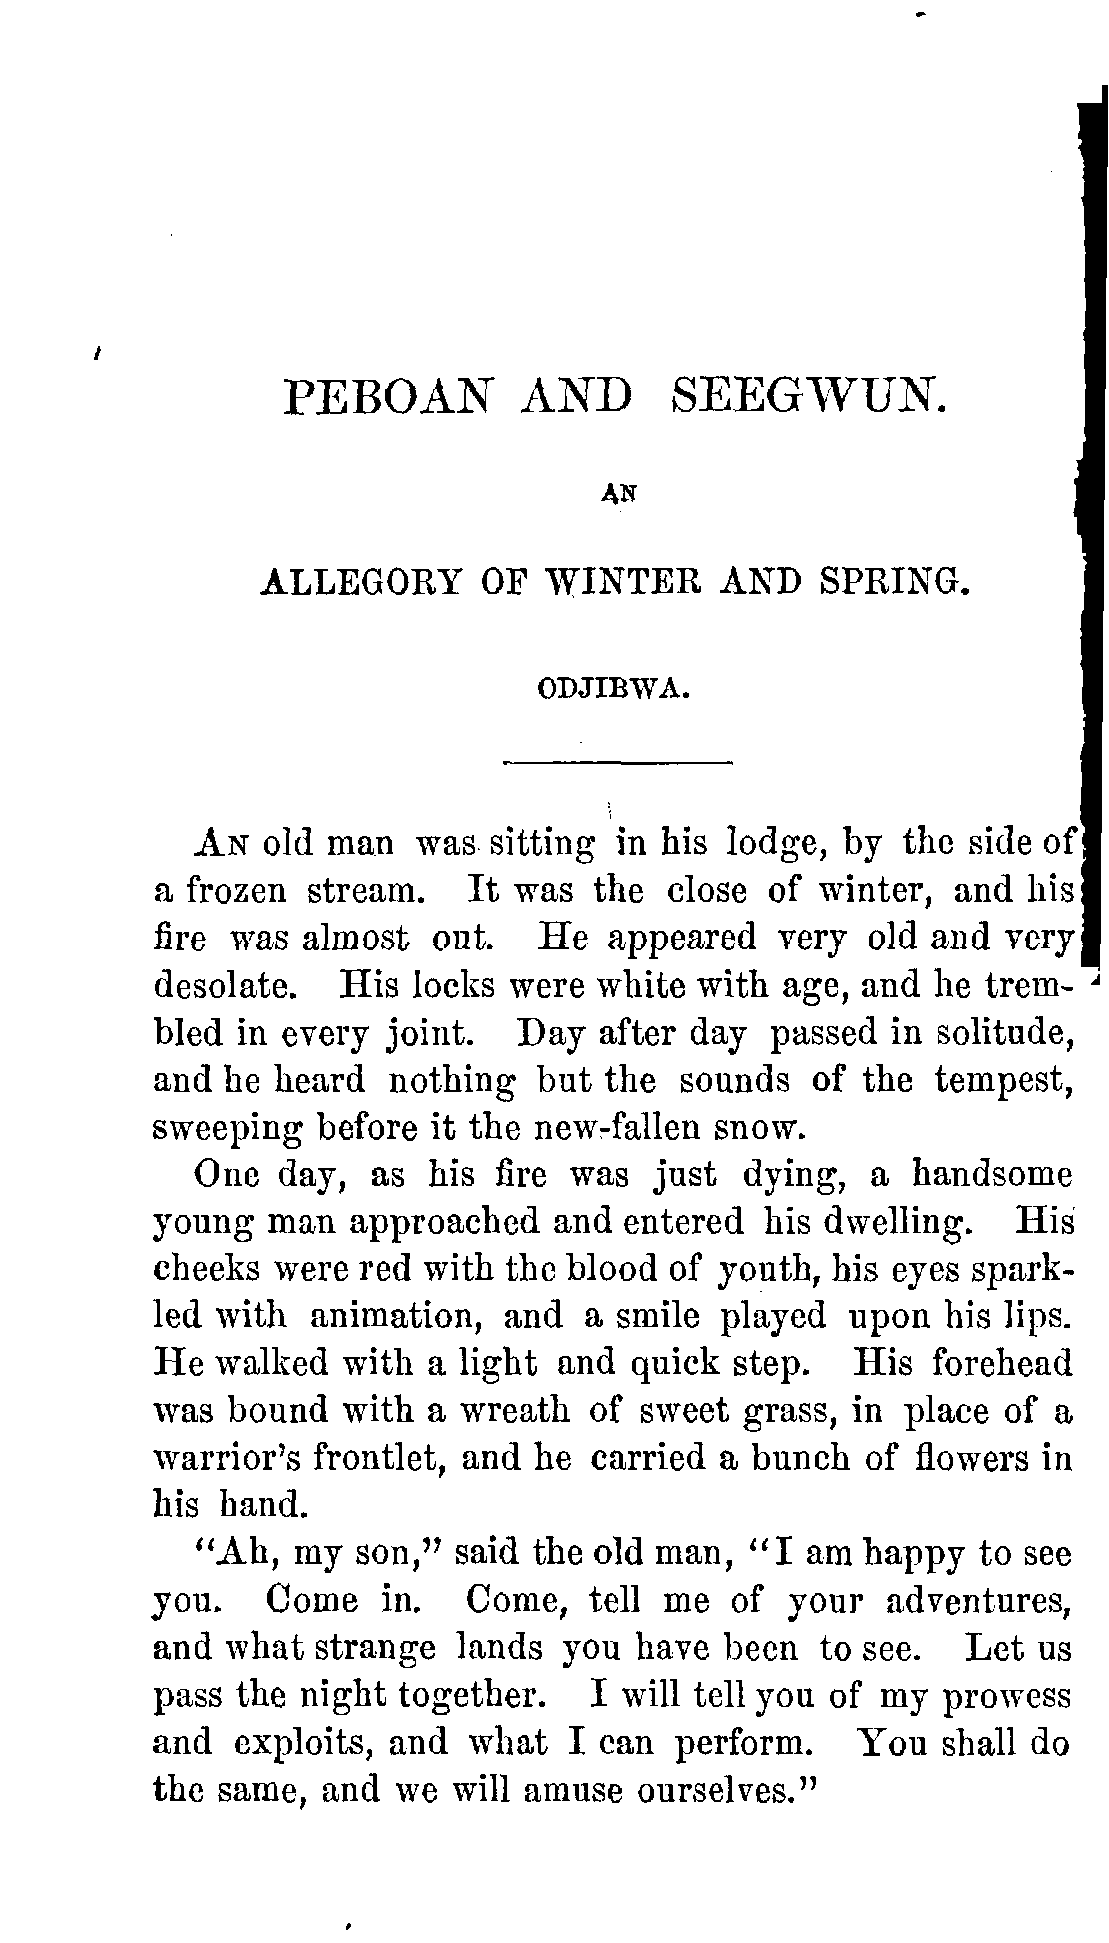 PEBOAN AND SEEGWUN.
AN
ALLEGORY OF WINTER AND SPRING.
ODJIBWA.
AN old man was sitting in his lodge, by the side of
a frozen stream. It was the close of winter, and his
fire was almost out. He appeared very old and very
desolate. His locks were white with age, and he trem-
bled in every joint. Day after day passed in solitude,
and he heard nothing but the sounds of the tempest,
sweeping before it the new-fallen snow.
One day, as his fire was just dying, a handsome
young man approached and entered his dwelling. His
cheeks were red with the blood of youth, his eyes spark-
led with animation, and a smile played upon his lips.
He walked with a light and quick step. His forehead
was bound with a wreath of sweet grass, in place of a
warrior's frontlet, and he carried a bunch of flowers in
his hand.
"Ah, my son," said the old man, "I am happy to see
you. Come in. Come, tell me of your adventures,
and what strange lands you have been to see. Let us
pass the night together. I will tell you of my prowess
and exploits, and what I can perform. You shall do
the same, and we will amuse ourselves."